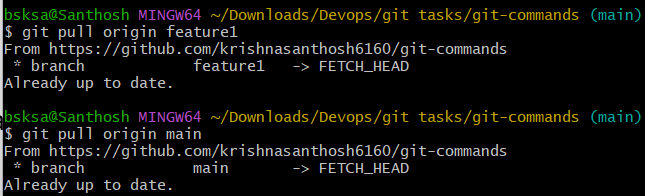 bsksa@Santhosh MINGW64 ~/Downloads/Devops/git tasks/git-commands (main)
$ git pull origin feature1
From https://github.com/krishnasanthosh6160/git-commands
 * branch            feature1   -> FETCH_HEAD
Already up to date.

bsksa@Santhosh MINGW64 ~/Downloads/Devops/git tasks/git-commands (main)
$ git pull origin main
From https://github.com/krishnasanthosh6160/git-commands
 * branch            main       -> FETCH_HEAD
Already up to date.